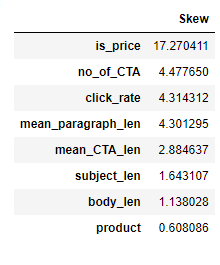 Skew
is_price 17.270411
no_of_CTA 4.477650
click_rate 4.314312
mean_paragraph_len 4.301295
mean_CTA_len 2.884637
subject_len 1.643107
body_len 1.138028
product 0.608086